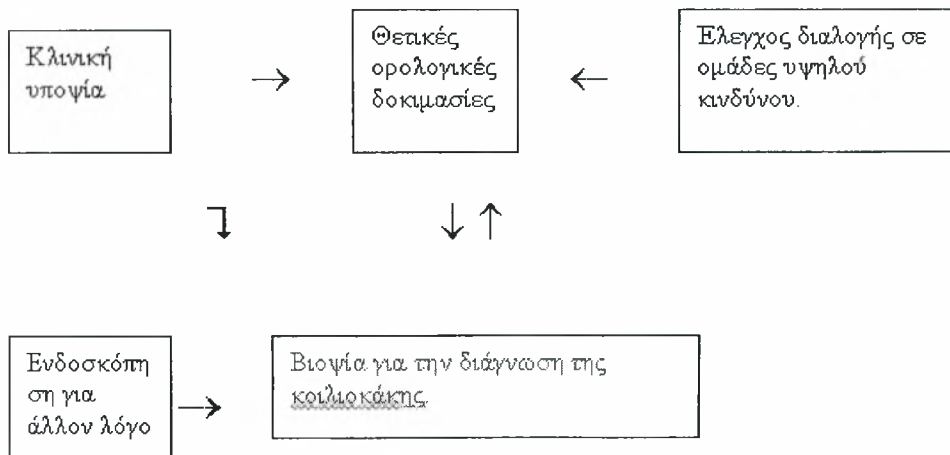 Κλινική
υποψία
Θετικές
ορολογικές
δοκιμασίες
Έλεγχος διαλογής σε
ομάδες υψηλού
κινδύνου.
Ενδοσκόπη
ση για
άλλον λόγο
Βιοψία για την διάγνωση της
κοιλιοκάκης.